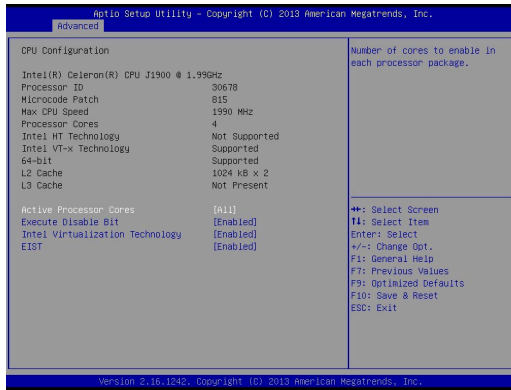 Aptio Setup Utility – Copyright (C) 2013 American Megatrends, Inc.
Advanced
CPU Configuration
Intel(R) Celeron(R) CPU J1900 @ 1.99GHz
Processor ID 30678
Microcode Patch 815
Max CPU Speed 1990 MHz
Processor Cores 4
Intel HT Technology Not Supported
Intel VT-x Technology Supported
64-bit Supported
L2 Cache 1024 kB x 2
L3 Cache Not Present
Active Processor Cores [All]
Execute Disable Bit [Enabled]
Intel Virtualization Technology [Enabled]
EIST [Enabled]
Number of cores to enable in
each processor package.
→←: Select Screen
↑↓: Select Item
Enter: Select
+/-: Change Opt.
F1: General Help
F7: Previous Values
F9: Optimized Defaults
F10: Save & Reset
ESC: Exit
Version 2.16.1242. Copyright (C) 2013 American Megatrends, Inc.